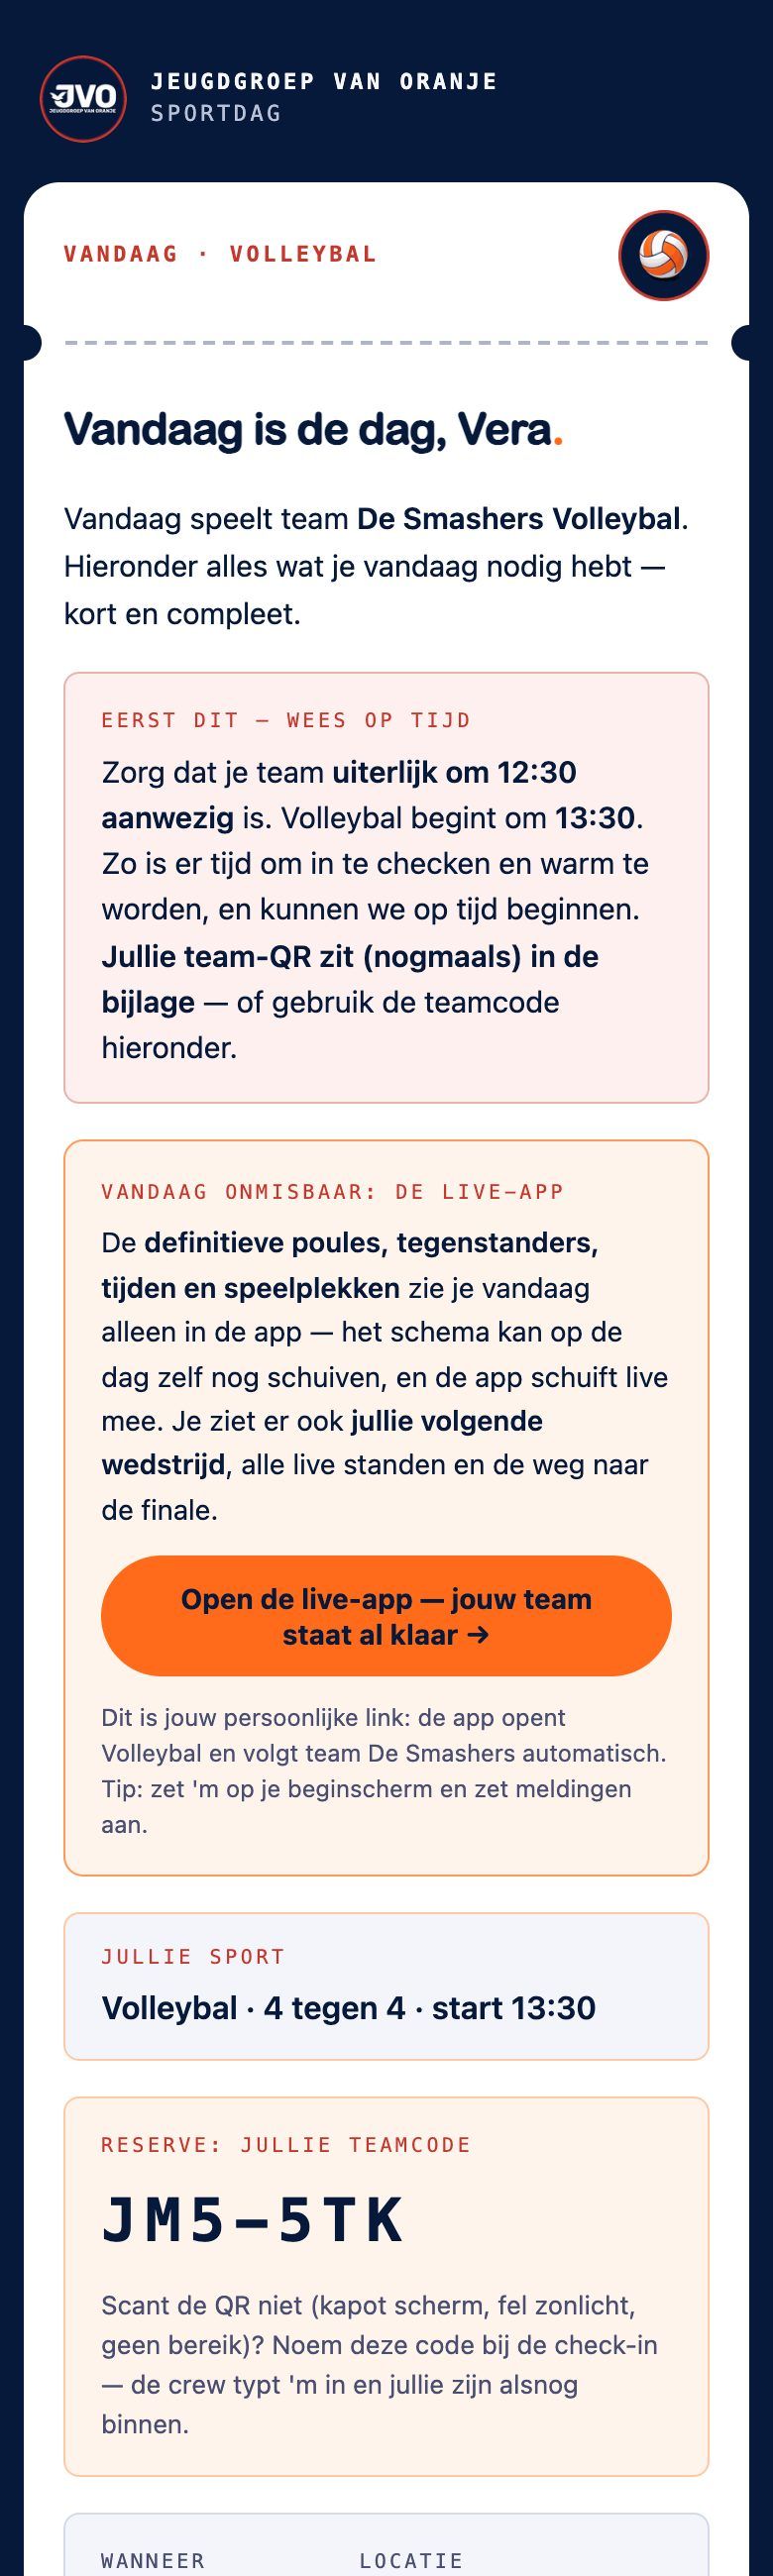 JVO
JEUGDGROEP VAN ORANJE
JEUGDGROEP VAN ORANJE
SPORTDAG
VANDAAG · VOLLEYBAL
Vandaag is de dag, Vera.
Vandaag speelt team De Smashers Volleybal.
Hieronder alles wat je vandaag nodig hebt —
kort en compleet.
EERST DIT — WEES OP TIJD
Zorg dat je team uiterlijk om 12:30
aanwezig is. Volleybal begint om 13:30.
Zo is er tijd om in te checken en warm te
worden, en kunnen we op tijd beginnen.
Jullie team-QR zit (nogmaals) in de
bijlage — of gebruik de teamcode
hieronder.
VANDAAG ONMISBAAR: DE LIVE-APP
De definitieve poules, tegenstanders,
tijden en speelplekken zie je vandaag
alleen in de app — het schema kan op de
dag zelf nog schuiven, en de app schuift live
mee. Je ziet er ook jullie volgende
wedstrijd, alle live standen en de weg naar
de finale.
Open de live-app — jouw team
staat al klaar →
Dit is jouw persoonlijke link: de app opent
Volleybal en volgt team De Smashers automatisch.
Tip: zet 'm op je beginscherm en zet meldingen
aan.
JULLIE SPORT
Volleybal · 4 tegen 4 · start 13:30
RESERVE: JULLIE TEAMCODE
JM5-5TK
Scant de QR niet (kapot scherm, fel zonlicht,
geen bereik)? Noem deze code bij de check-in
— de crew typt 'm in en jullie zijn alsnog
binnen.
WANNEER LOCATIE